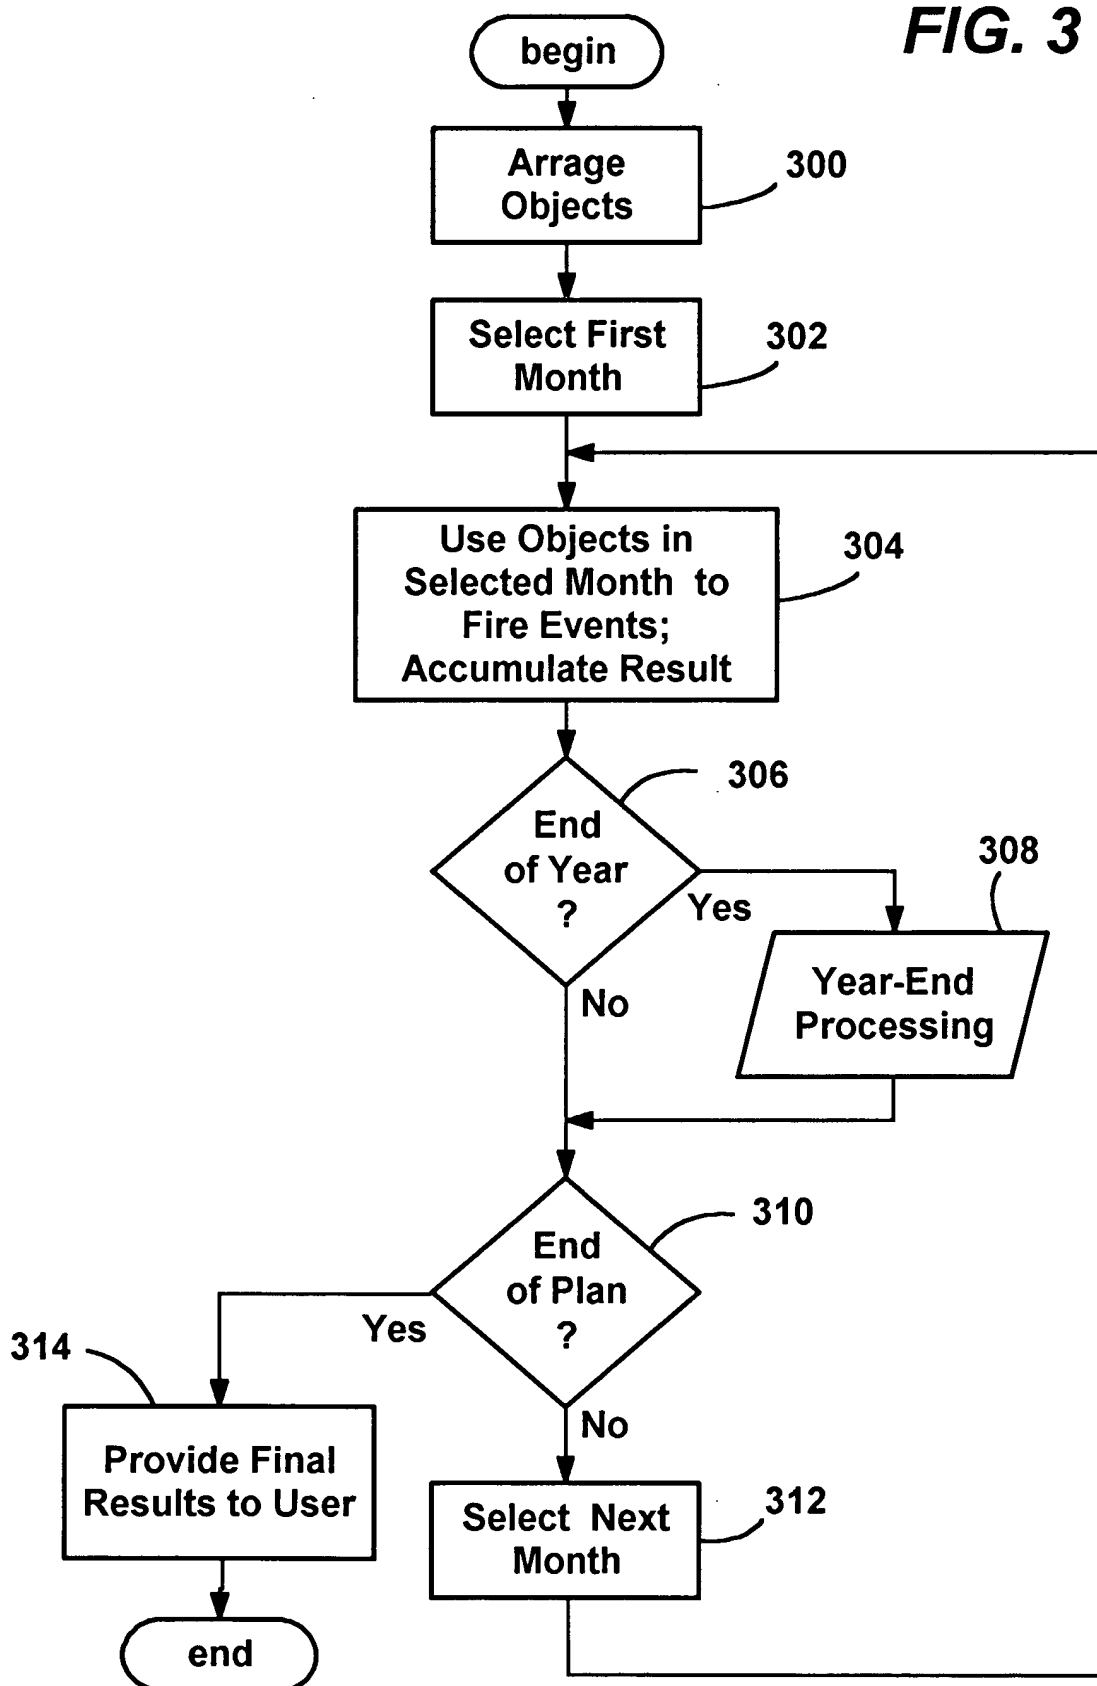 FIG. 3
begin
Arrage
Objects
300
Select First
Month
302
Use Objects in
Selected Month to
Fire Events;
Accumulate Result
304
306
End
of Year
?
Yes
No
308
Year-End
Processing
310
End
of Plan
?
Yes
No
314
Provide Final
Results to User
312
Select Next
Month
end